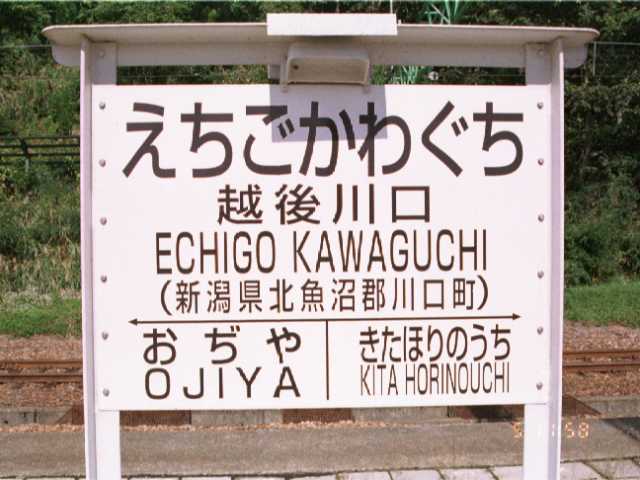 えちごかわぐち
越後川口
ECHIGO KAWAGUCHI
(新潟県北魚沼郡川口町)
おぢや きたほりのうち
OJIYA KITA HORINOUCHI